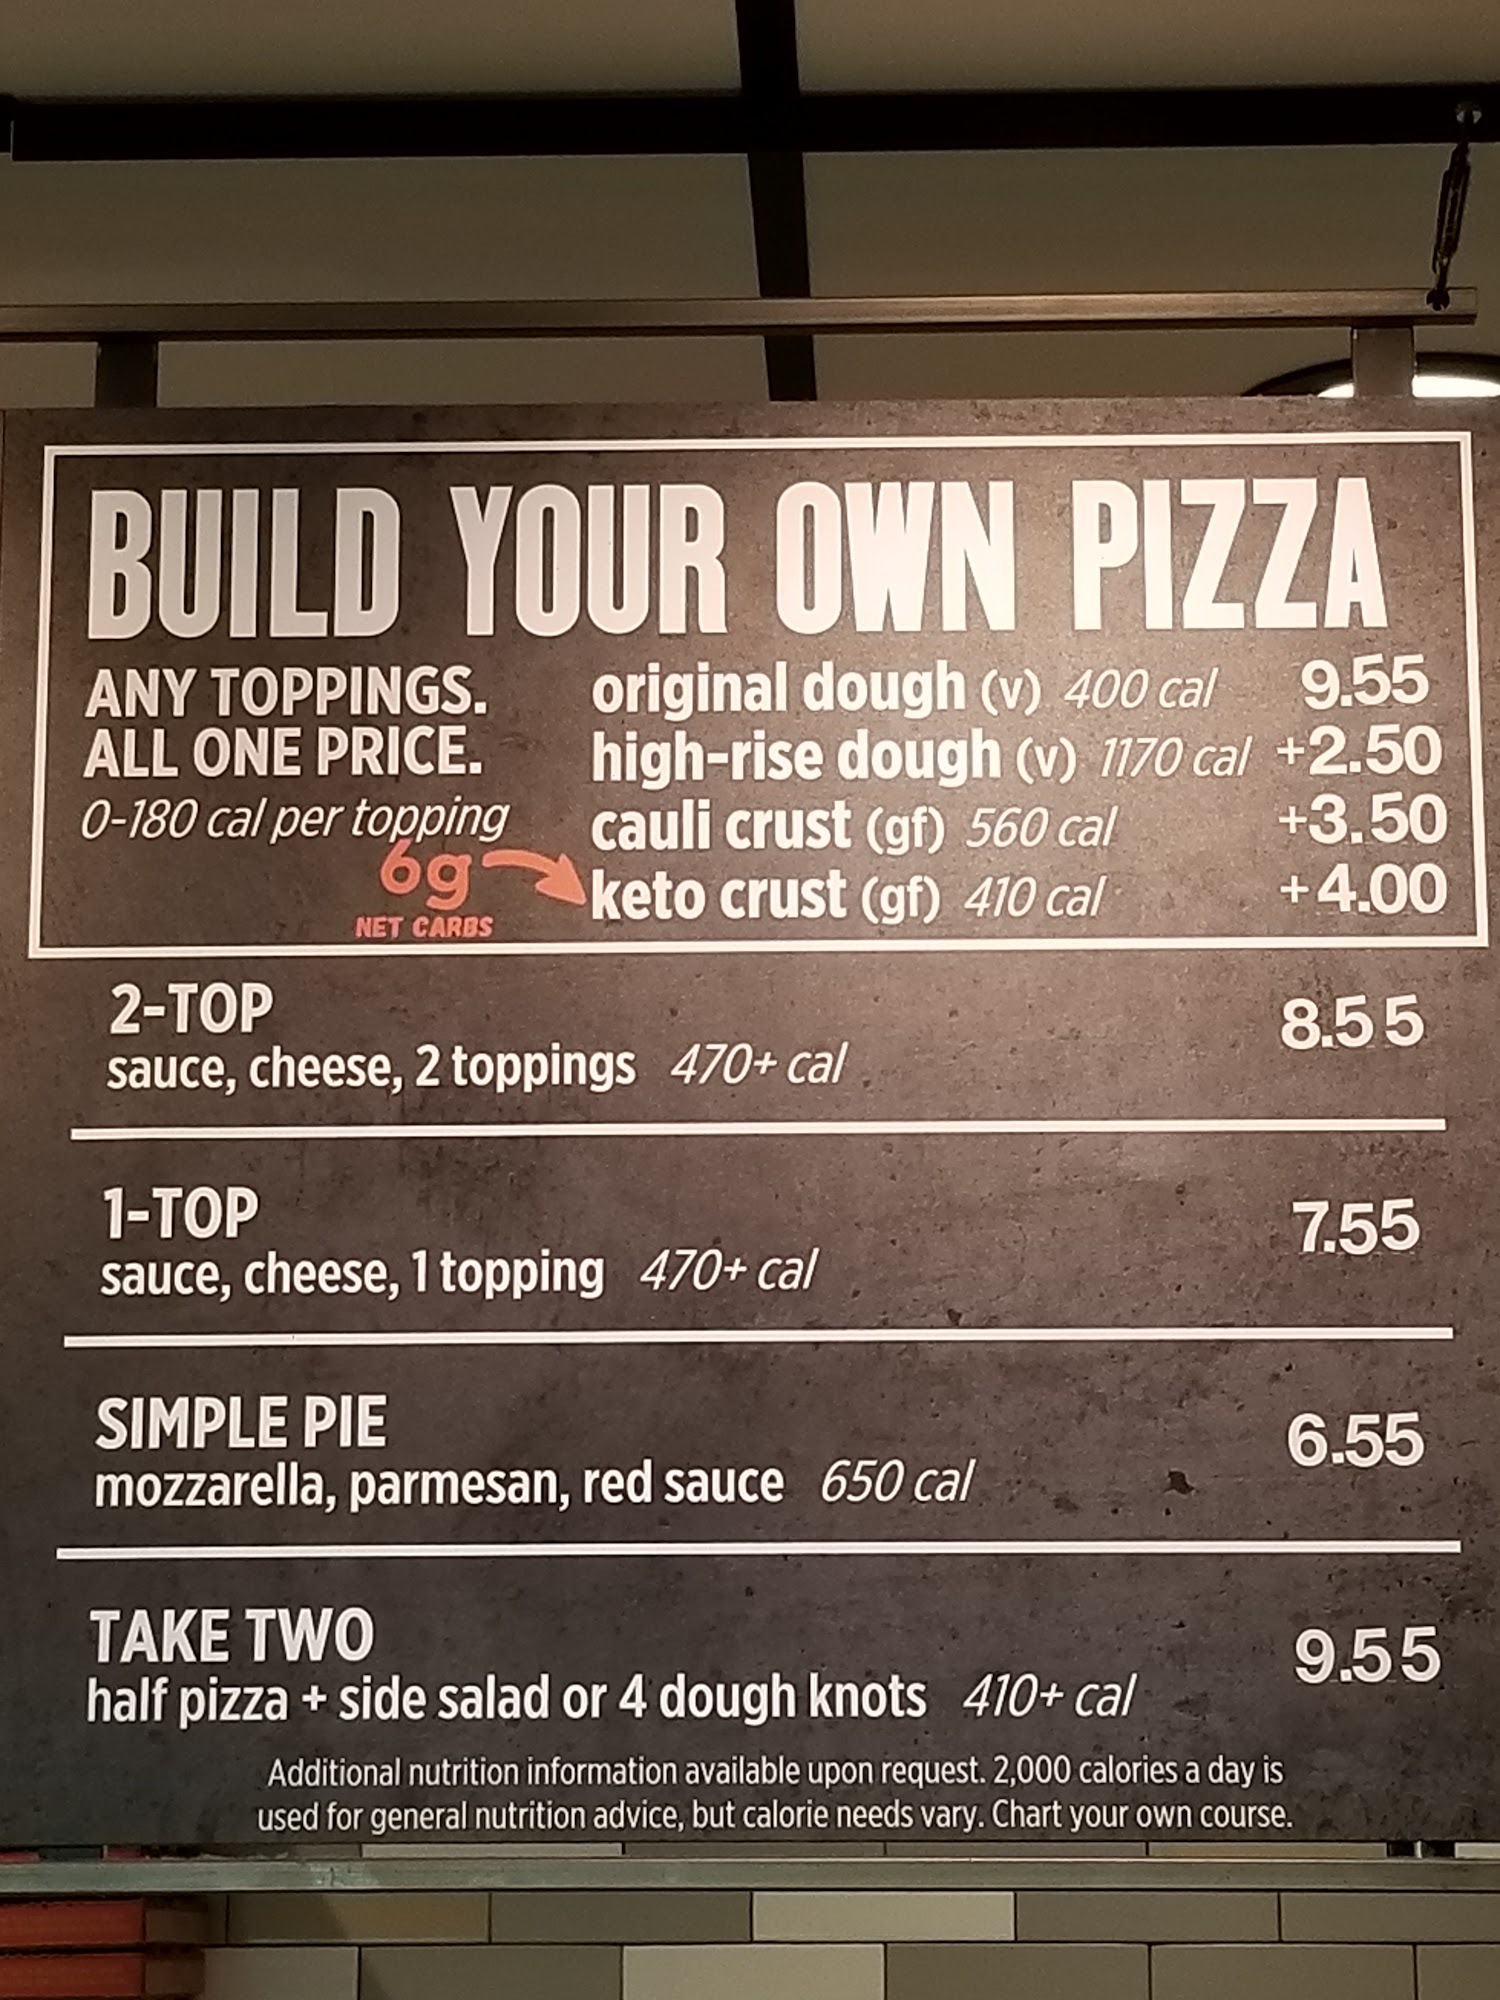 BUILD YOUR OWN PIZZA
ANY TOPPINGS.
ALL ONE PRICE.
0-180 cal per topping
6g
NET CARBS
original dough (v) 400 cal 9.55
high-rise dough (v) 1170 cal +2.50
cauli crust (gf) 560 cal +3.50
keto crust (gf) 410 cal +4.00
2-TOP 8.55
sauce, cheese, 2 toppings 470+ cal
1-TOP 7.55
sauce, cheese, 1 topping 470+ cal
SIMPLE PIE 6.55
mozzarella, parmesan, red sauce 650 cal
TAKE TWO 9.55
half pizza + side salad or 4 dough knots 410+ cal
Additional nutrition information available upon request. 2,000 calories a day is
used for general nutrition advice, but calorie needs vary. Chart your own course.